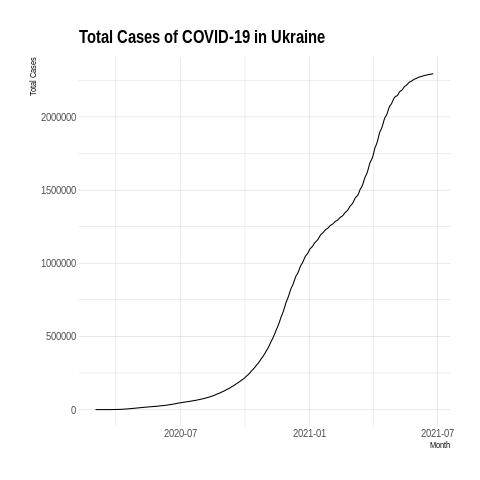 Total Cases of COVID-19 in Ukraine
Total Cases
2000000
1500000
1000000
500000
0
2020-07
2021-01
2021-07
Month